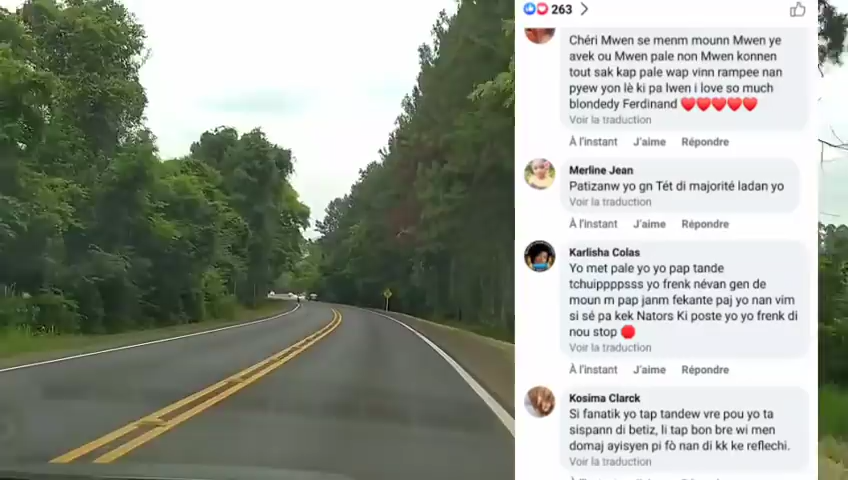 263
Chéri Mwen se menm mounn Mwen ye
avek ou Mwen pale non Mwen konnen
tout sak kap pale wap vinn rampee nan
pyew yon lè ki pa lwen i love so much
blondedy Ferdinand ❤️❤️❤️❤️❤️
Voir la traduction
À l'instant J'aime Répondre
Merline Jean
Patizanw yo gn Tét di majorité ladan yo
Voir la traduction
À l'instant J'aime Répondre
Karlisha Colas
Yo met pale yo yo pap tande
tchuippppsss yo frenk névan gen de
moun m pap janm fekante paj yo nan vim
si sé pa kek Nators Ki poste yo yo frenk di
nou stop 🛑
Voir la traduction
À l'instant J'aime Répondre
Kosima Clarck
Si fanatik yo tap tandew vre pou yo ta
sispann di betiz, li tap bon bre wi men
domaj ayisyen pi fò nan di kk ke reflechi.
Voir la traduction